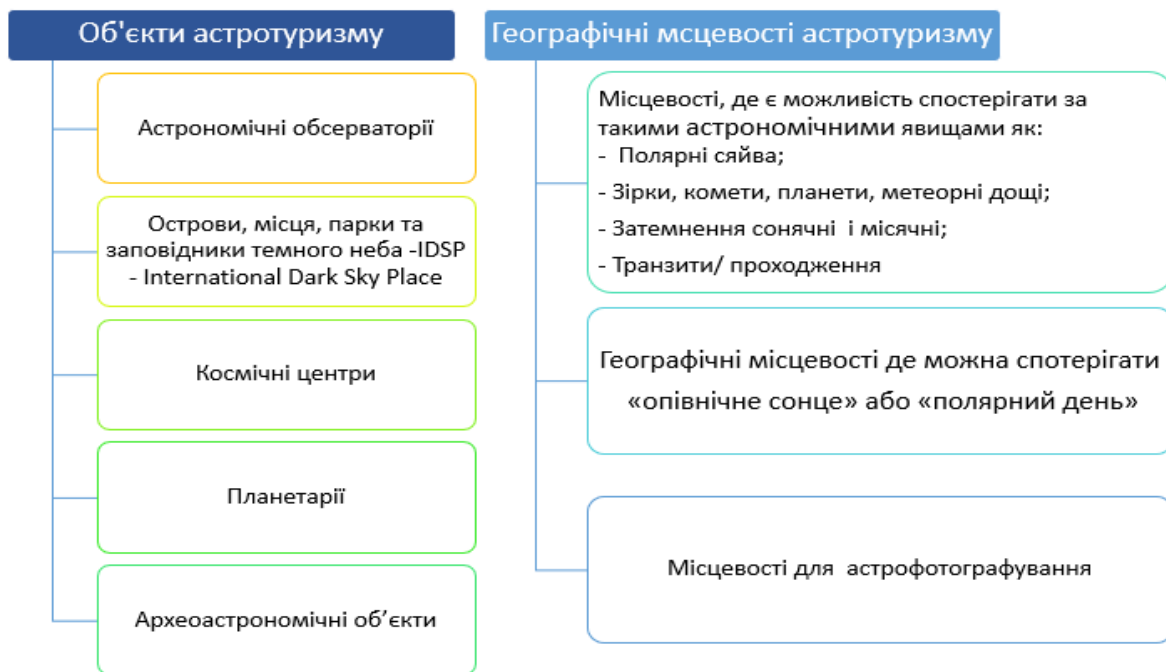 Об'єкти астротуризму
Астрономічні обсерваторії
Острови, місця, парки та
заповідники темного неба -IDSP
- International Dark Sky Place
Космічні центри
Планетарії
Археоастрономічні об’єкти
Географічні мсцевості астротуризму
Місцевості, де є можливість спостерігати за
такими астрономічними явищами як:
- Полярні сяйва;
- Зірки, комети, планети, метеорні дощі;
- Затемнення сонячні і місячні;
- Транзити/ проходження
Географічні місцевості де можна спотерігати
«опівнічне сонце» або «полярний день»
Місцевості для астрофотографування